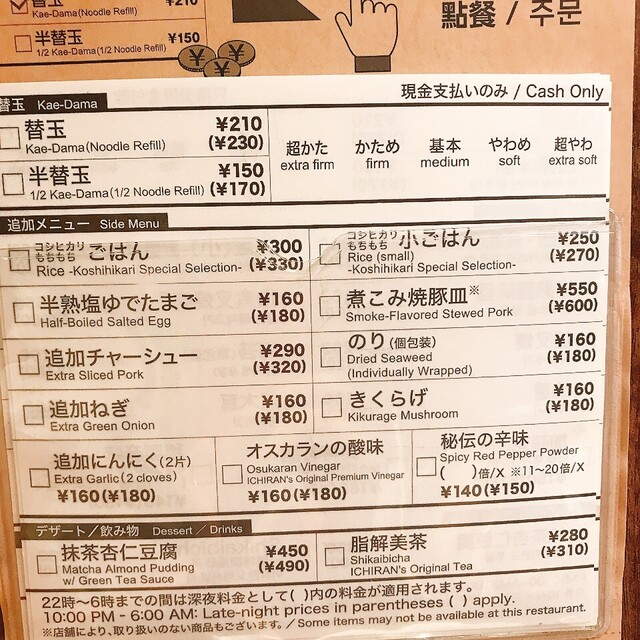 Kae-Dama (Noodle Refill) ¥210
半替玉 ¥150
1/2 Kae-Dama (1/2 Noodle Refill)
¥ ¥ ¥
點餐 / 주문
替玉 Kae-Dama
現金支払いのみ / Cash Only
替玉 ¥210
Kae-Dama (Noodle Refill) (¥230)
半替玉 ¥150
1/2 Kae-Dama (1/2 Noodle Refill) (¥170)
超かた かため 基本 やわめ 超やわ
extra firm firm medium soft extra soft
追加メニュー Side Menu
コシヒカリ もちもち ごはん ¥300
Rice -Koshihikari Special Selection- (¥330)
コシヒカリ もちもち 小ごはん ¥250
Rice (small) (¥270)
-Koshihikari Special Selection-
半熟塩ゆでたまご ¥160
Half-Boiled Salted Egg (¥180)
煮こみ焼豚皿※ ¥550
Smoke-Flavored Stewed Pork (¥600)
追加チャーシュー ¥290
Extra Sliced Pork (¥320)
のり(個包装) ¥160
Dried Seaweed (¥180)
(Individually Wrapped)
追加ねぎ ¥160
Extra Green Onion (¥180)
きくらげ ¥160
Kikurage Mushroom (¥180)
追加にんにく(2片)
Extra Garlic (2 cloves)
¥160(¥180)
オスカランの酸味
Osukaran Vinegar
ICHIRAN's Original Premium Vinegar
¥160(¥180)
秘伝の辛味
Spicy Red Pepper Powder
( )倍/X ※11~20倍/X
¥140(¥150)
デザート/飲み物 Dessert / Drinks
抹茶杏仁豆腐 ¥450
Matcha Almond Pudding (¥490)
w/ Green Tea Sauce
脂解美茶 ¥280
Shikaibicha (¥310)
ICHIRAN's Original Tea
22時~6時までの間は深夜料金として( )内の料金が適用されます。
10:00 PM - 6:00 AM: Late-night prices in parentheses ( ) apply.
※店舗により、取り扱いのない商品もございます。/ Some items may not be available at this restaurant.